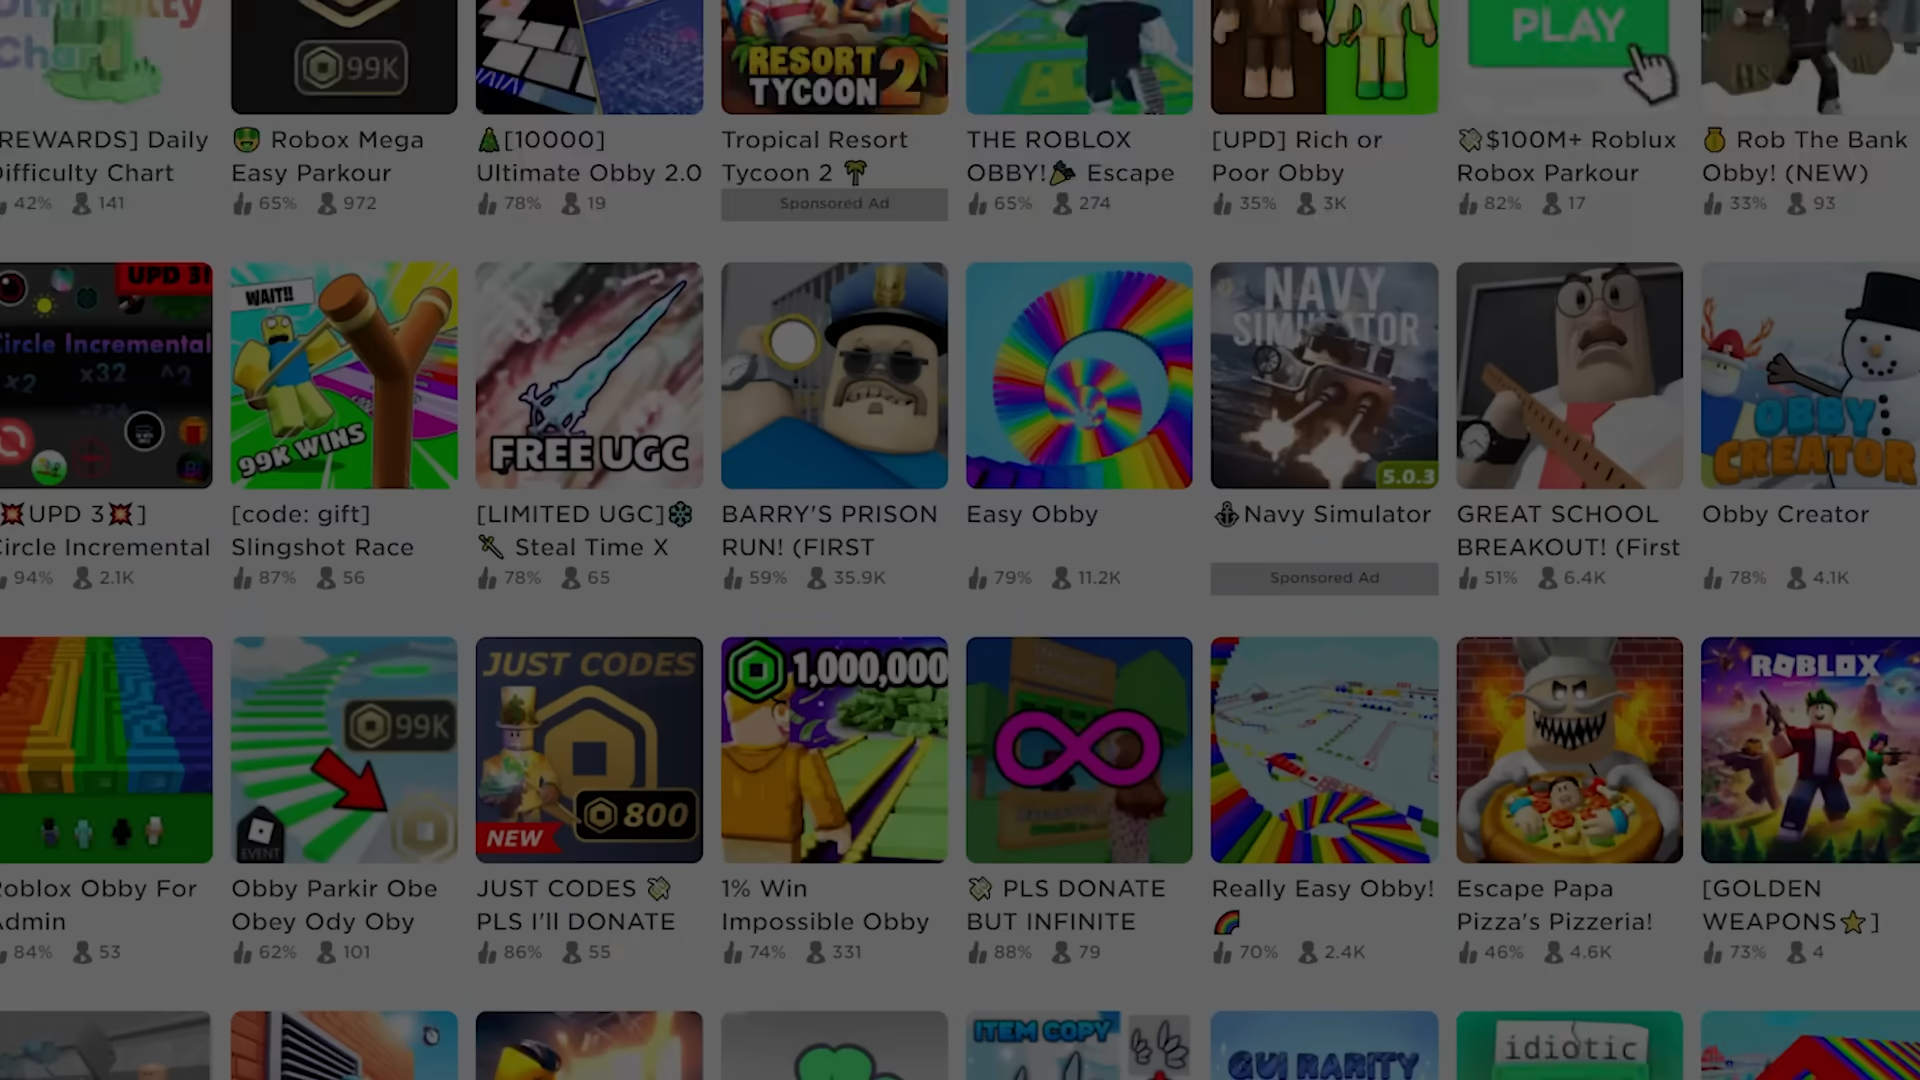 Difficulty
Chart
99K
RESORT
TYCOON 2
PLAY
REWARDS] Daily
Difficulty Chart
42% 141
Robox Mega
Easy Parkour
65% 972
[10000]
Ultimate Obby 2.0
78% 19
Tropical Resort
Tycoon 2
Sponsored Ad
THE ROBLOX
OBBY! Escape
65% 274
[UPD] Rich or
Poor Obby
35% 3K
$100M+ Roblux
Robox Parkour
82% 17
Rob The Bank
Obby! (NEW)
33% 93
UPD 3!
Circle Incremental
x2 x32 ^2
WAIT!!
99K WINS
FREE UGC
NAVY
SIMULATOR
5.0.3
OBBY
CREATOR
UPD 3 ]
Circle Incremental
94% 2.1K
[code: gift]
Slingshot Race
87% 56
[LIMITED UGC]
Steal Time X
78% 65
BARRY'S PRISON
RUN! (FIRST
59% 35.9K
Easy Obby
79% 11.2K
Navy Simulator
Sponsored Ad
GREAT SCHOOL
BREAKOUT! (First
51% 6.4K
Obby Creator
78% 4.1K
99K
EVENT
JUST CODES
800
NEW
1,000,000
ROBLOX
Roblox Obby For
Admin
84% 53
Obby Parkir Obe
Obey Ody Oby
62% 101
JUST CODES
PLS I'll DONATE
86% 55
1% Win
Impossible Obby
74% 331
PLS DONATE
BUT INFINITE
88% 79
Really Easy Obby!
70% 2.4K
Escape Papa
Pizza's Pizzeria!
46% 4.6K
[GOLDEN
WEAPONS ]
73% 4
ITEM COPY
GUI RARITY
idiotic